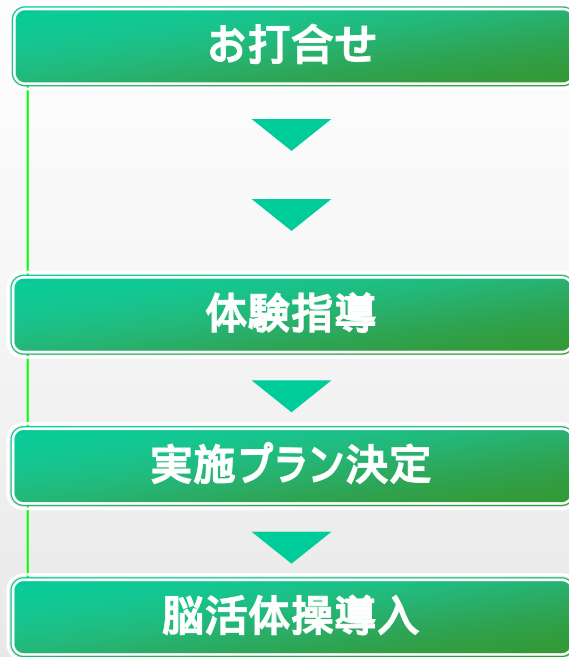 お打合せ
体験指導
実施プラン決定
脳活体操導入